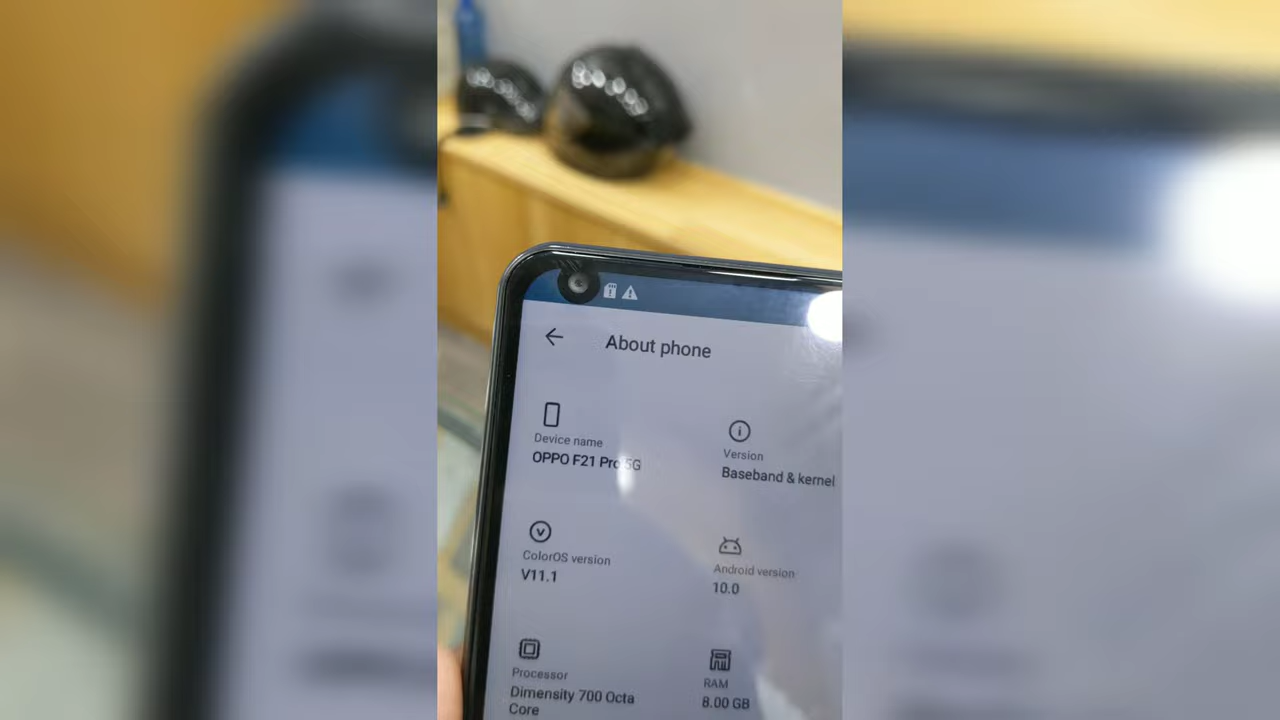 About phone
Device name
OPPO F21 Pro 5G
Version
Baseband & kernel
ColorOS version
V11.1
Android version
10.0
Processor
Dimensity 700 Octa
Core
RAM
8.00 GB